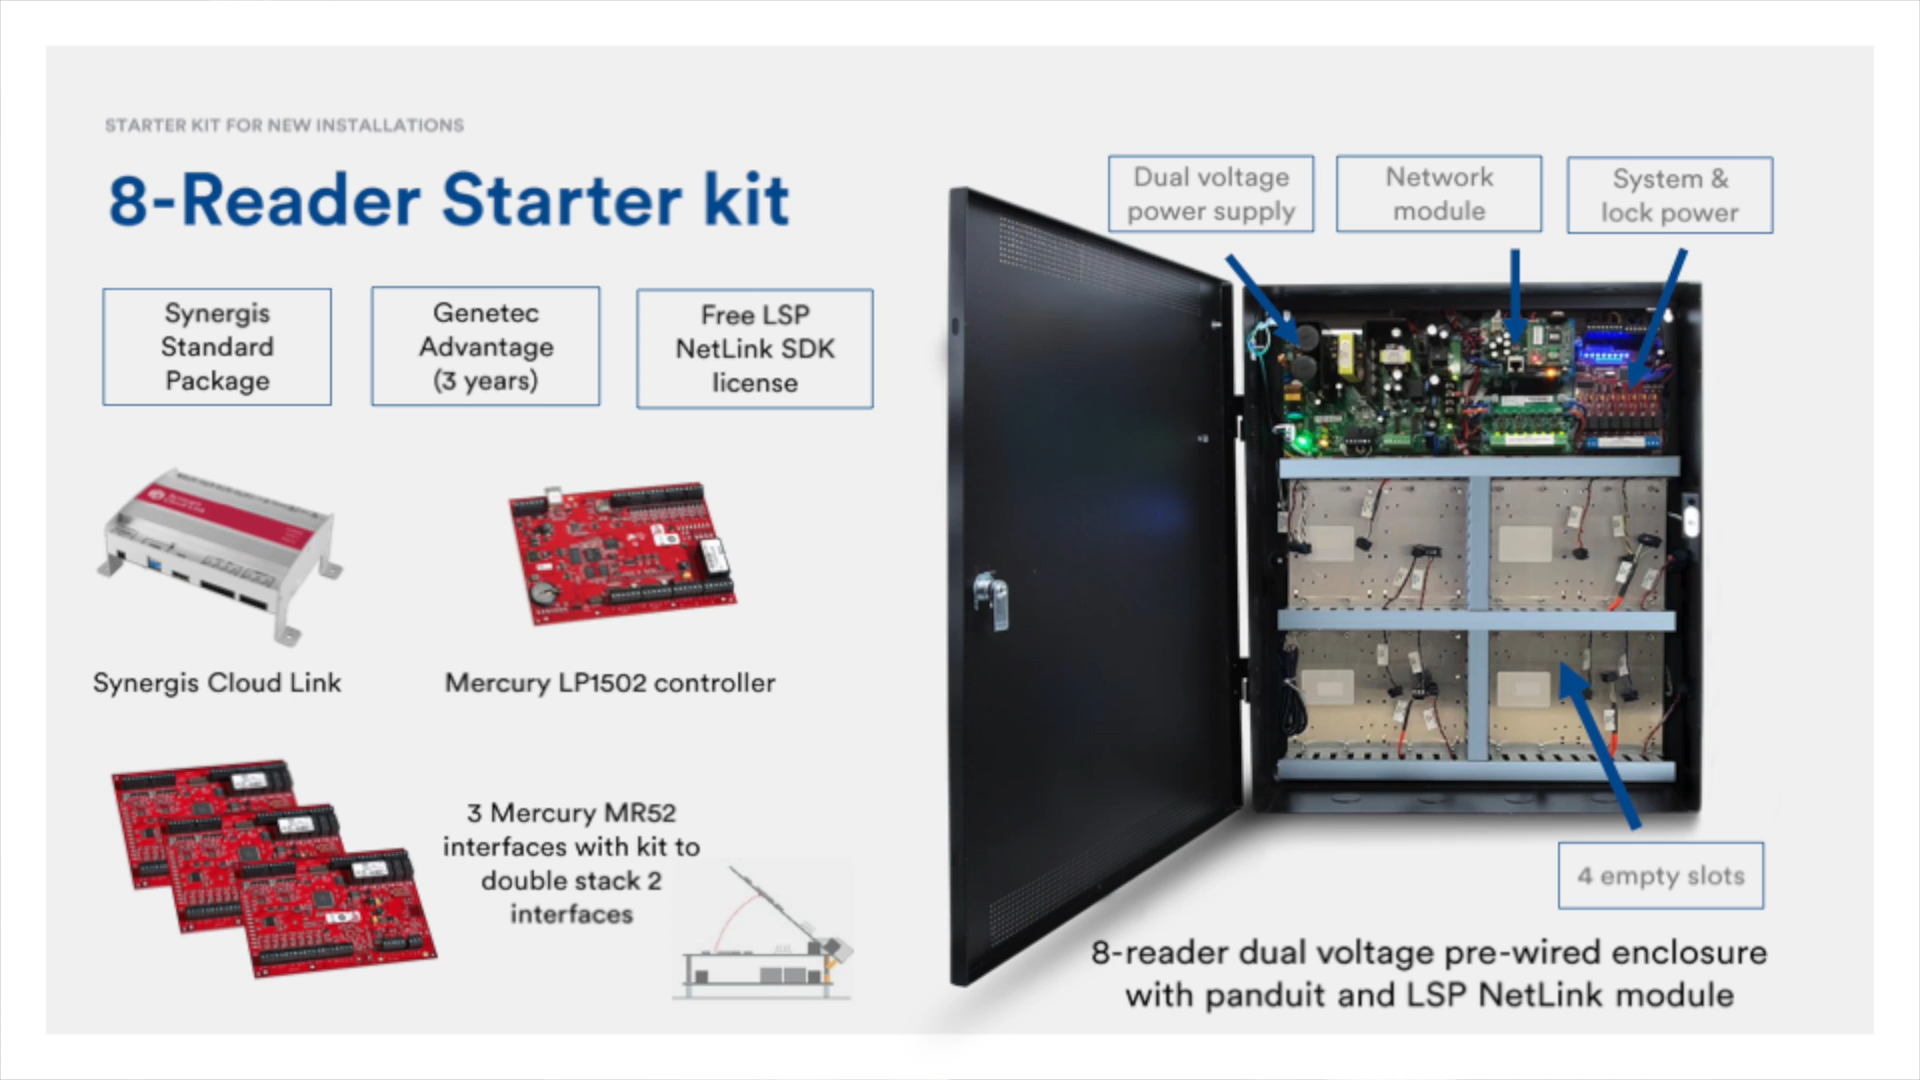 STARTER KIT FOR NEW INSTALLATIONS
8-Reader Starter kit
Synergis
Standard
Package
Genetec
Advantage
(3 years)
Free LSP
NetLink SDK
license
Synergis
Cloud Link
Synergis Cloud Link
Mercury LP1502 controller
3 Mercury MR52
interfaces with kit to
double stack 2
interfaces
Dual voltage
power supply
Network
module
System &
lock power
4 empty slots
8-reader dual voltage pre-wired enclosure
with panduit and LSP NetLink module